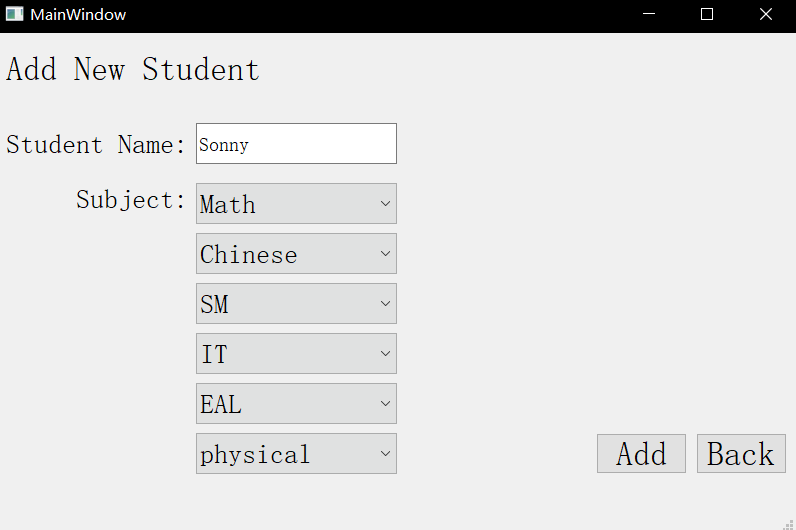 MainWindow
Add New Student
Student Name: Sonny
Subject: Math
Chinese
SM
IT
EAL
physical
Add Back